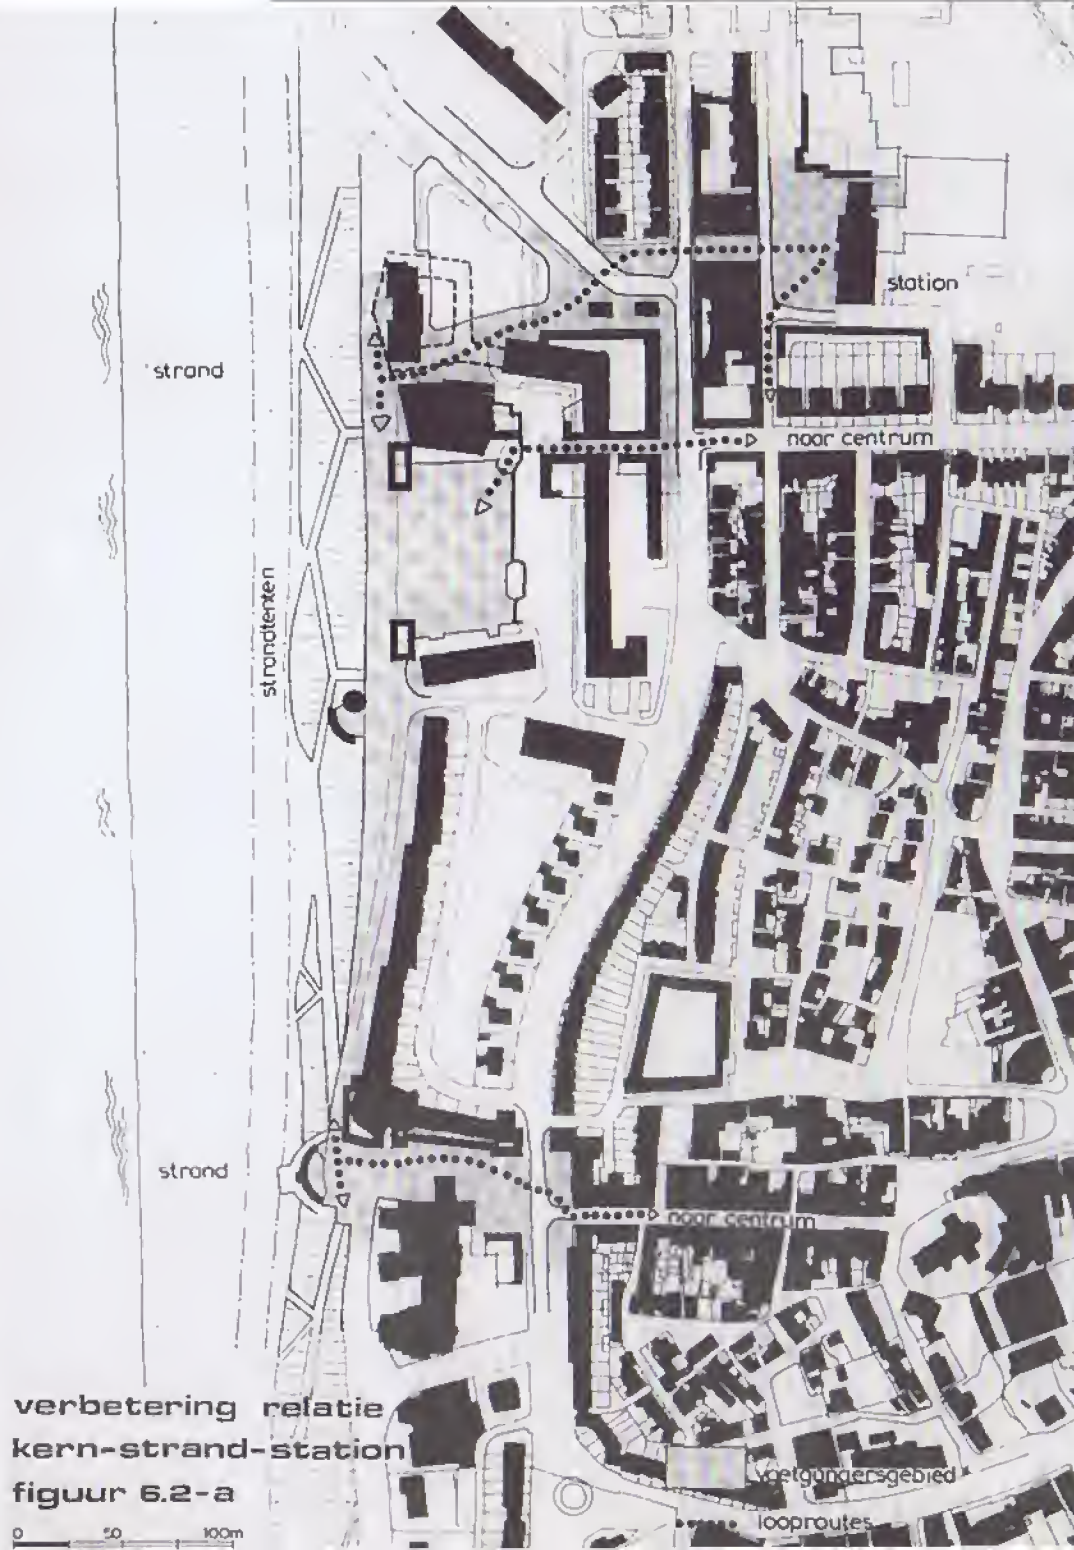 station
strand
naar centrum
strandtenten
strand
naar centrum
verbetering relatie
kern-strand-station
figuur 6.2-a
0 50 100m
voetgangersgebied
looproutes